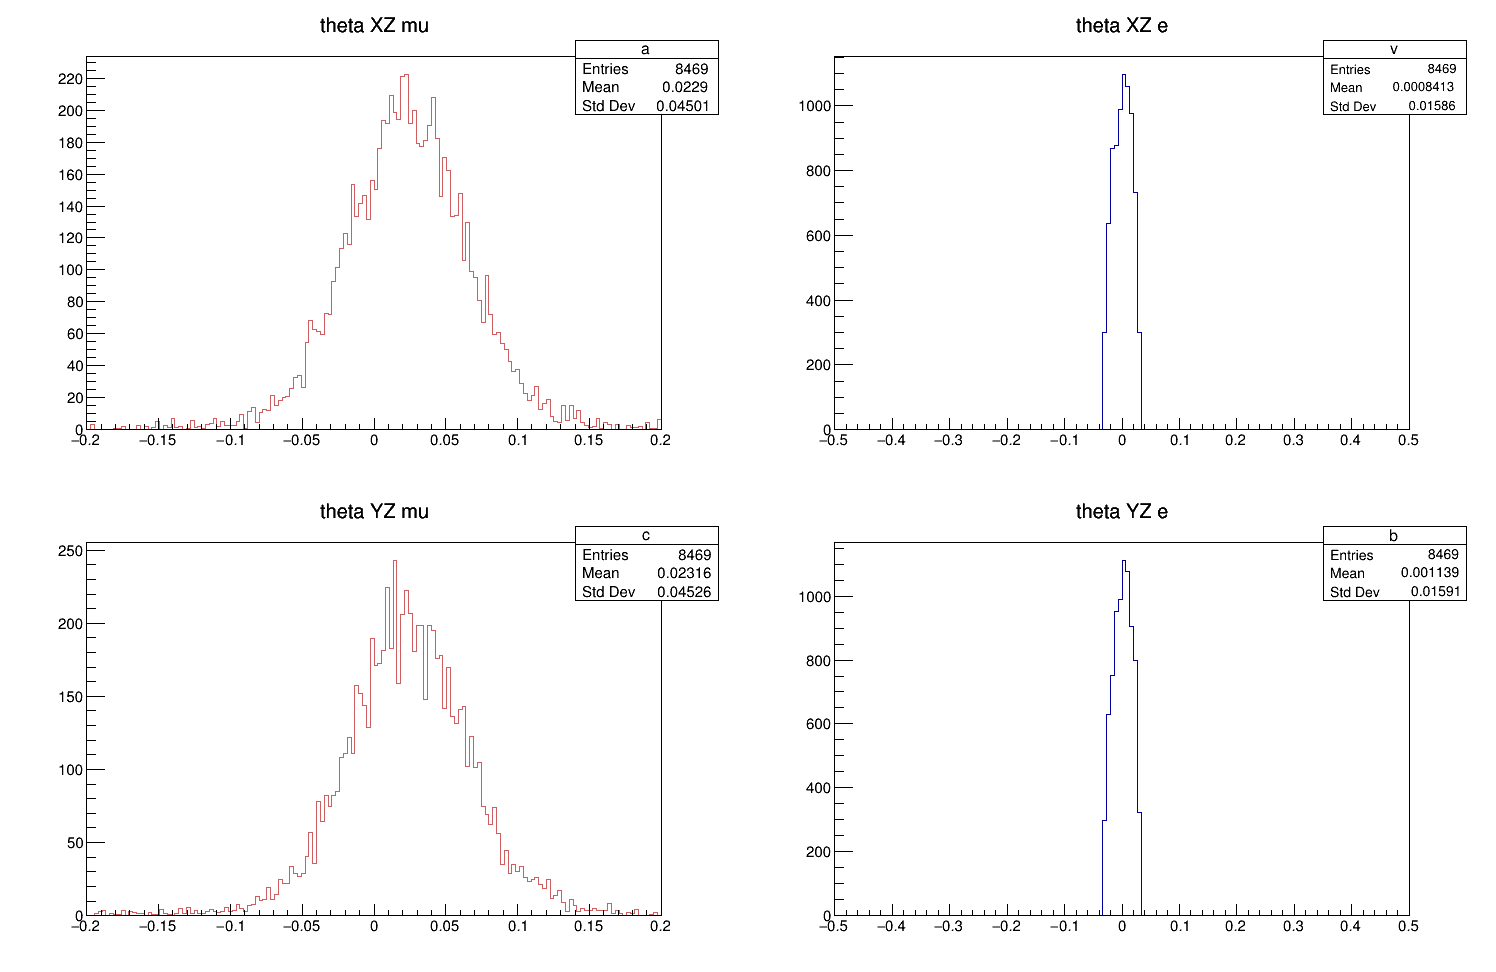 theta XZ mu
a
Entries 8469
Mean 0.0229
Std Dev 0.04501
220
200
180
160
140
120
100
80
60
40
20
0
−0.2 −0.15 −0.1 −0.05 0 0.05 0.1 0.15 0.2
theta XZ e
v
Entries 8469
Mean 0.0008413
Std Dev 0.01586
1000
800
600
400
200
0
−0.5 −0.4 −0.3 −0.2 −0.1 0 0.1 0.2 0.3 0.4 0.5
theta YZ mu
c
Entries 8469
Mean 0.02316
Std Dev 0.04526
250
200
150
100
50
0
−0.2 −0.15 −0.1 −0.05 0 0.05 0.1 0.15 0.2
theta YZ e
b
Entries 8469
Mean 0.001139
Std Dev 0.01591
1000
800
600
400
200
0
−0.5 −0.4 −0.3 −0.2 −0.1 0 0.1 0.2 0.3 0.4 0.5